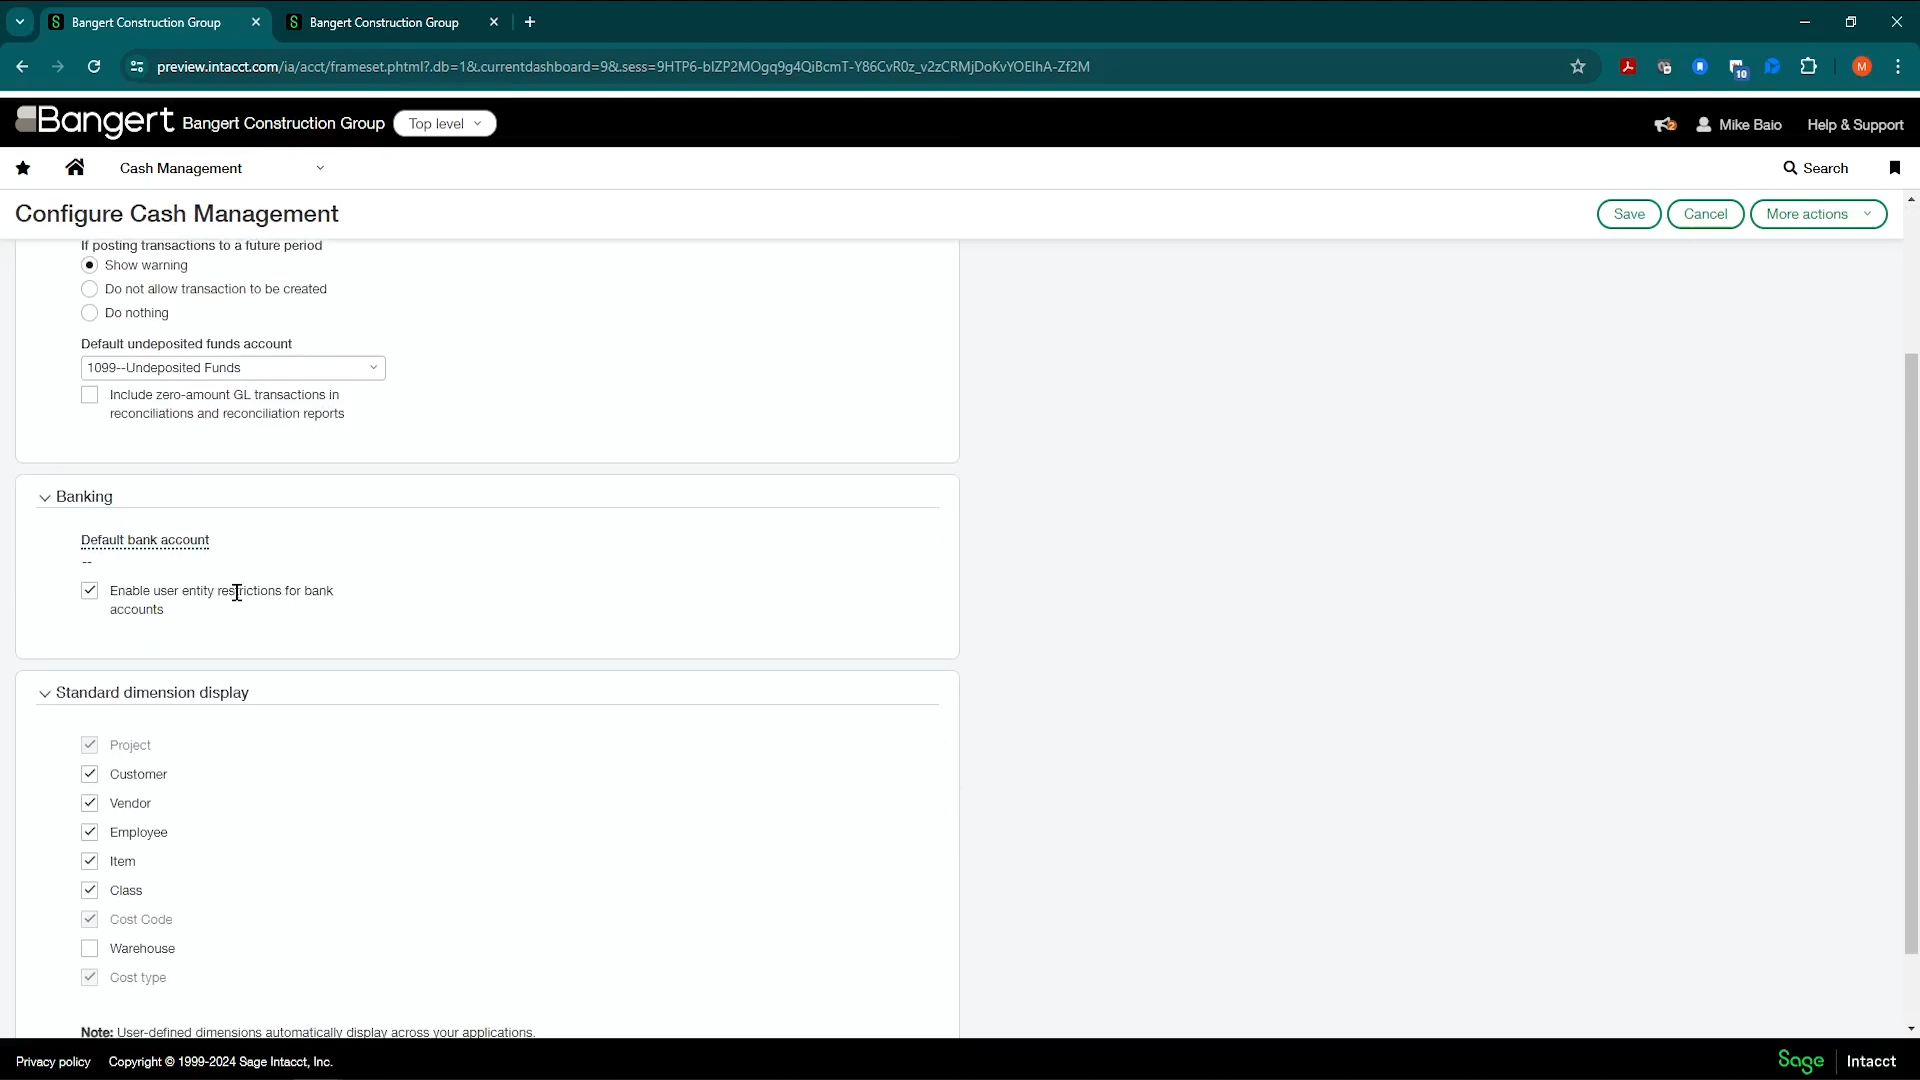 Bangert Construction Group
Bangert Construction Group
preview.intacct.com/ia/acct/frameset.phtml?.db=1&.currentdashboard=9&.sess=9HTP6-bIZP2MOgq9g4QiBcmT-Y86CvR0z_v2zCRMjDoKvYOEIhA-Zf2M
10
M
Bangert Bangert Construction Group Top level
2
Mike Baio Help & Support
Cash Management
Search
Configure Cash Management
Save Cancel More actions
If posting transactions to a future period
Show warning
Do not allow transaction to be created
Do nothing
Default undeposited funds account
1099--Undeposited Funds
Include zero-amount GL transactions in
reconciliations and reconciliation reports
Banking
Default bank account
--
Enable user entity restrictions for bank
accounts
Standard dimension display
Project
Customer
Vendor
Employee
Item
Class
Cost Code
Warehouse
Cost type
Note: User-defined dimensions automatically display across your applications.
Privacy policy Copyright © 1999-2024 Sage Intacct, Inc.
Sage Intacct